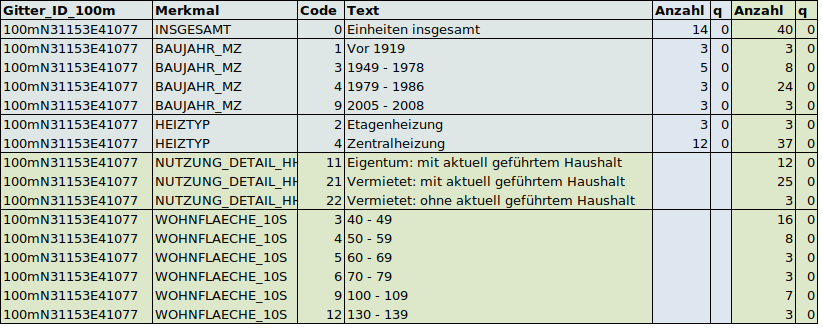 Gitter_ID_100m Merkmal Code Text Anzahl q Anzahl q
100mN31153E41077 INSGESAMT 0 Einheiten insgesamt 14 0 40 0
100mN31153E41077 BAUJAHR_MZ 1 Vor 1919 3 0 3 0
100mN31153E41077 BAUJAHR_MZ 3 1949 - 1978 5 0 8 0
100mN31153E41077 BAUJAHR_MZ 4 1979 - 1986 3 0 24 0
100mN31153E41077 BAUJAHR_MZ 9 2005 - 2008 3 0 3 0
100mN31153E41077 HEIZTYP 2 Etagenheizung 3 0 3 0
100mN31153E41077 HEIZTYP 4 Zentralheizung 12 0 37 0
100mN31153E41077 NUTZUNG_DETAIL_HH 11 Eigentum: mit aktuell geführtem Haushalt 12 0
100mN31153E41077 NUTZUNG_DETAIL_HH 21 Vermietet: mit aktuell geführtem Haushalt 25 0
100mN31153E41077 NUTZUNG_DETAIL_HH 22 Vermietet: ohne aktuell geführtem Haushalt 3 0
100mN31153E41077 WOHNFLAECHE_10S 3 40 - 49 16 0
100mN31153E41077 WOHNFLAECHE_10S 4 50 - 59 8 0
100mN31153E41077 WOHNFLAECHE_10S 5 60 - 69 3 0
100mN31153E41077 WOHNFLAECHE_10S 6 70 - 79 3 0
100mN31153E41077 WOHNFLAECHE_10S 9 100 - 109 7 0
100mN31153E41077 WOHNFLAECHE_10S 12 130 - 139 3 0